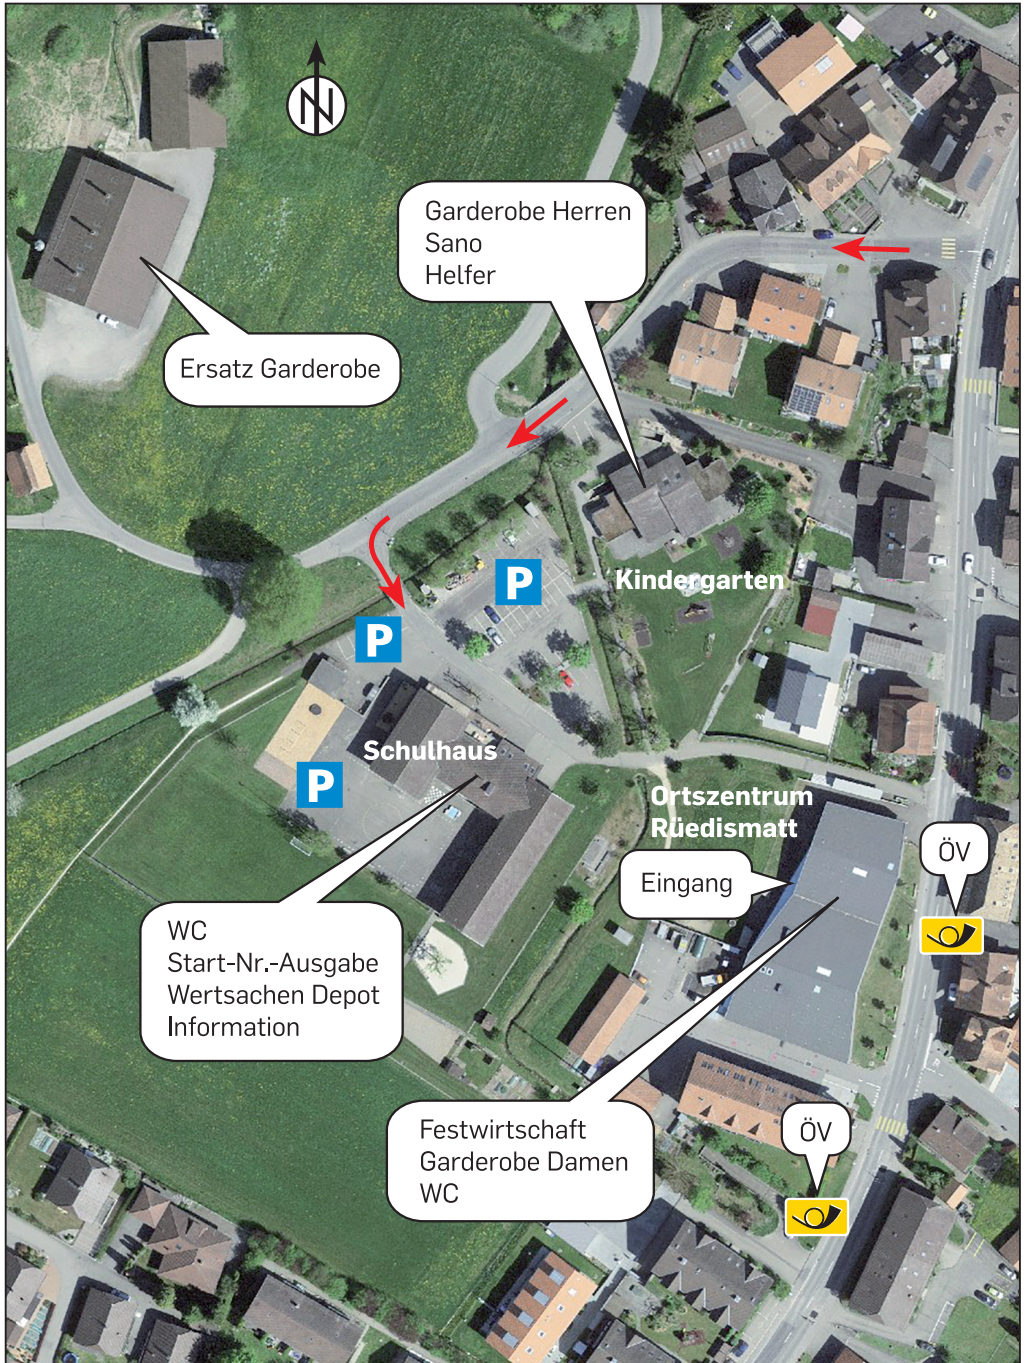 N
Garderobe Herren
Sano
Helfer
Ersatz Garderobe
P
Kindergarten
P
Schulhaus
P
Ortszentrum
Rüedismatt
ÖV
Eingang
WC
Start-Nr.-Ausgabe
Wertsachen Depot
Information
Festwirtschaft
Garderobe Damen
WC
ÖV